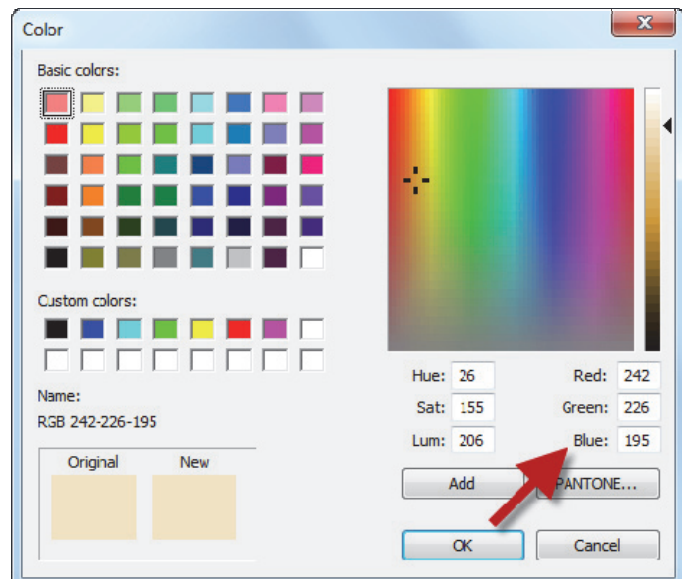 Color
Basic colors:
Custom colors:
Name:
RGB 242-226-195
Original New
Hue: 26 Red: 242
Sat: 155 Green: 226
Lum: 206 Blue: 195
Add PANTONE...
OK Cancel